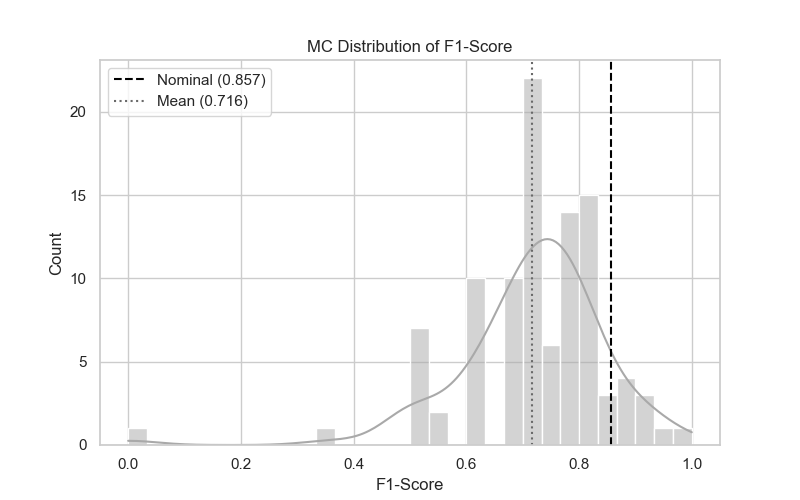 MC Distribution of F1-Score
Nominal (0.857)
Mean (0.716)
20
15
10
5
0
Count
0.0 0.2 0.4 0.6 0.8 1.0
F1-Score